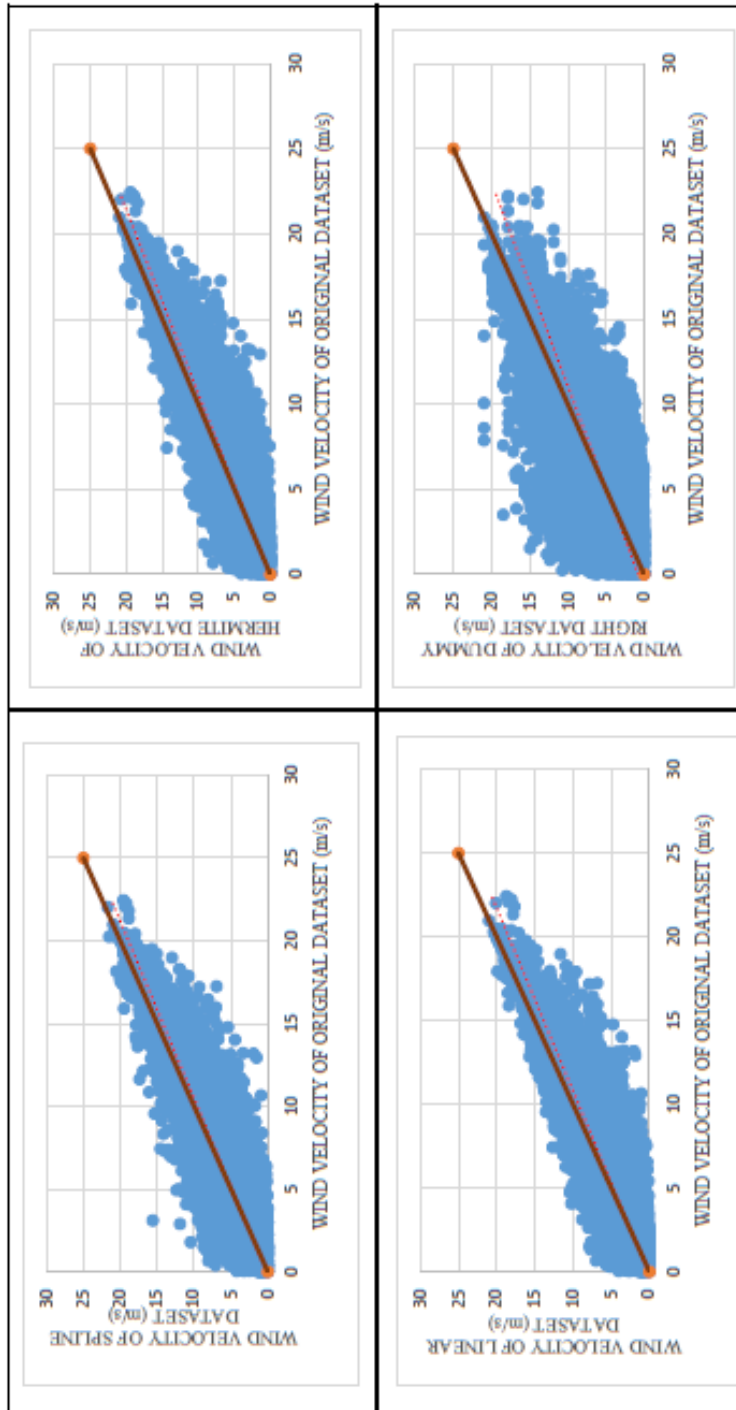 WIND VELOCITY OF SPLINE
DATASET (m/s)
30
25
20
15
10
5
0
0 5 10 15 20 25 30
WIND VELOCITY OF ORIGINAL DATASET (m/s)
WIND VELOCITY OF
HERMITE DATASET (m/s)
30
25
20
15
10
5
0
0 5 10 15 20 25 30
WIND VELOCITY OF ORIGINAL DATASET (m/s)
WIND VELOCITY OF LINEAR
DATASET (m/s)
30
25
20
15
10
5
0
0 5 10 15 20 25 30
WIND VELOCITY OF ORIGINAL DATASET (m/s)
WIND VELOCITY OF DUMMY
RIGHT DATASET (m/s)
30
25
20
15
10
5
0
0 5 10 15 20 25 30
WIND VELOCITY OF ORIGINAL DATASET (m/s)